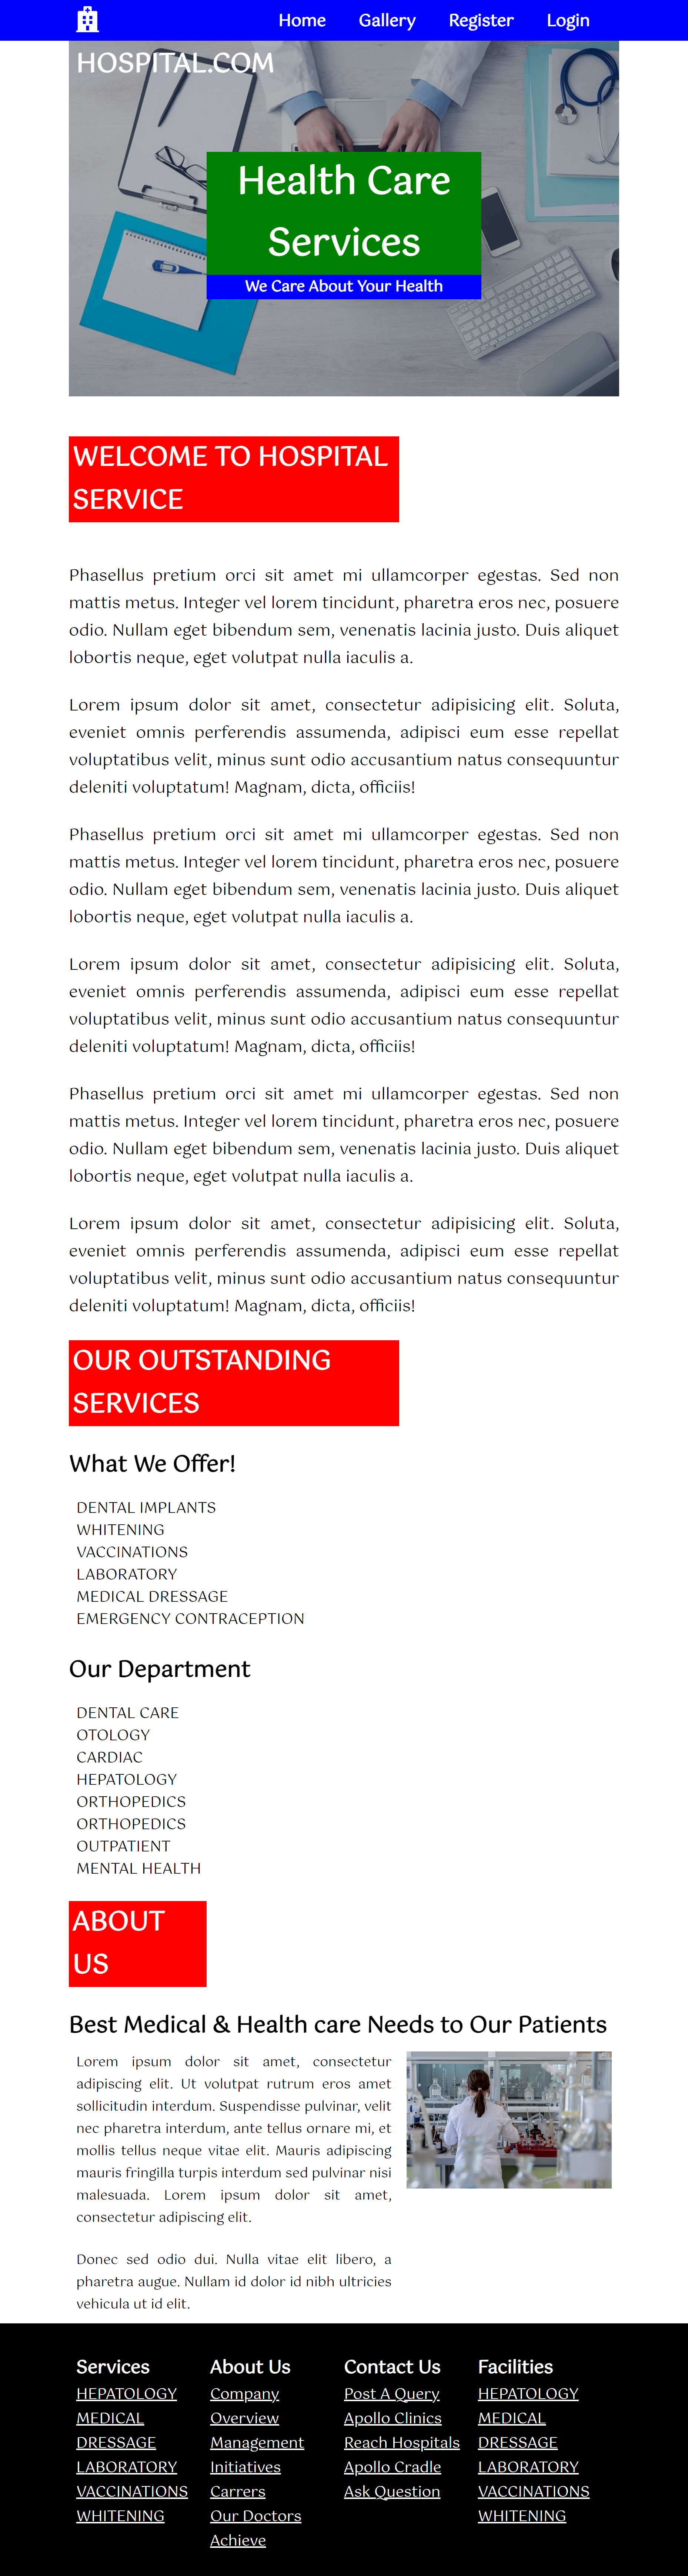 Home Gallery Register Login
HOSPITAL.COM
Health Care
Services
We Care About Your Health
WELCOME TO HOSPITAL
SERVICE
Phasellus pretium orci sit amet mi ullamcorper egestas. Sed non
mattis metus. Integer vel lorem tincidunt, pharetra eros nec, posuere
odio. Nullam eget bibendum sem, venenatis lacinia justo. Duis aliquet
lobortis neque, eget volutpat nulla iaculis a.
Lorem ipsum dolor sit amet, consectetur adipisicing elit. Soluta,
eveniet omnis perferendis assumenda, adipisci eum esse repellat
voluptatibus velit, minus sunt odio accusantium natus consequuntur
deleniti voluptatum! Magnam, dicta, officiis!
Phasellus pretium orci sit amet mi ullamcorper egestas. Sed non
mattis metus. Integer vel lorem tincidunt, pharetra eros nec, posuere
odio. Nullam eget bibendum sem, venenatis lacinia justo. Duis aliquet
lobortis neque, eget volutpat nulla iaculis a.
Lorem ipsum dolor sit amet, consectetur adipisicing elit. Soluta,
eveniet omnis perferendis assumenda, adipisci eum esse repellat
voluptatibus velit, minus sunt odio accusantium natus consequuntur
deleniti voluptatum! Magnam, dicta, officiis!
Phasellus pretium orci sit amet mi ullamcorper egestas. Sed non
mattis metus. Integer vel lorem tincidunt, pharetra eros nec, posuere
odio. Nullam eget bibendum sem, venenatis lacinia justo. Duis aliquet
lobortis neque, eget volutpat nulla iaculis a.
Lorem ipsum dolor sit amet, consectetur adipisicing elit. Soluta,
eveniet omnis perferendis assumenda, adipisci eum esse repellat
voluptatibus velit, minus sunt odio accusantium natus consequuntur
deleniti voluptatum! Magnam, dicta, officiis!
OUR OUTSTANDING
SERVICES
What We Offer!
DENTAL IMPLANTS
WHITENING
VACCINATIONS
LABORATORY
MEDICAL DRESSAGE
EMERGENCY CONTRACEPTION
Our Department
DENTAL CARE
OTOLOGY
CARDIAC
HEPATOLOGY
ORTHOPEDICS
ORTHOPEDICS
OUTPATIENT
MENTAL HEALTH
ABOUT
US
Best Medical & Health care Needs to Our Patients
Lorem ipsum dolor sit amet, consectetur
adipiscing elit. Ut volutpat rutrum eros amet
sollicitudin interdum. Suspendisse pulvinar, velit
nec pharetra interdum, ante tellus ornare mi, et
mollis tellus neque vitae elit. Mauris adipiscing
mauris fringilla turpis interdum sed pulvinar nisi
malesuada. Lorem ipsum dolor sit amet,
consectetur adipiscing elit.
Donec sed odio dui. Nulla vitae elit libero, a
pharetra augue. Nullam id dolor id nibh ultricies
vehicula ut id elit.
Services
HEPATOLOGY
MEDICAL
DRESSAGE
LABORATORY
VACCINATIONS
WHITENING
About Us
Company
Overview
Management
Initiatives
Carrers
Our Doctors
Achieve
Contact Us
Post A Query
Apollo Clinics
Reach Hospitals
Apollo Cradle
Ask Question
Facilities
HEPATOLOGY
MEDICAL
DRESSAGE
LABORATORY
VACCINATIONS
WHITENING